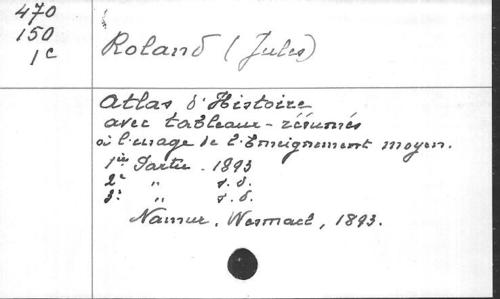 470
150
1c
Roland (Jules)
Atlas d'Histoire
avec tableaux-résumés
à l'usage de l'Enseignement moyen.
1ière Partie. 1893
2e " s.d.
3e " s.d.
Namur, Wesmael, 1893.